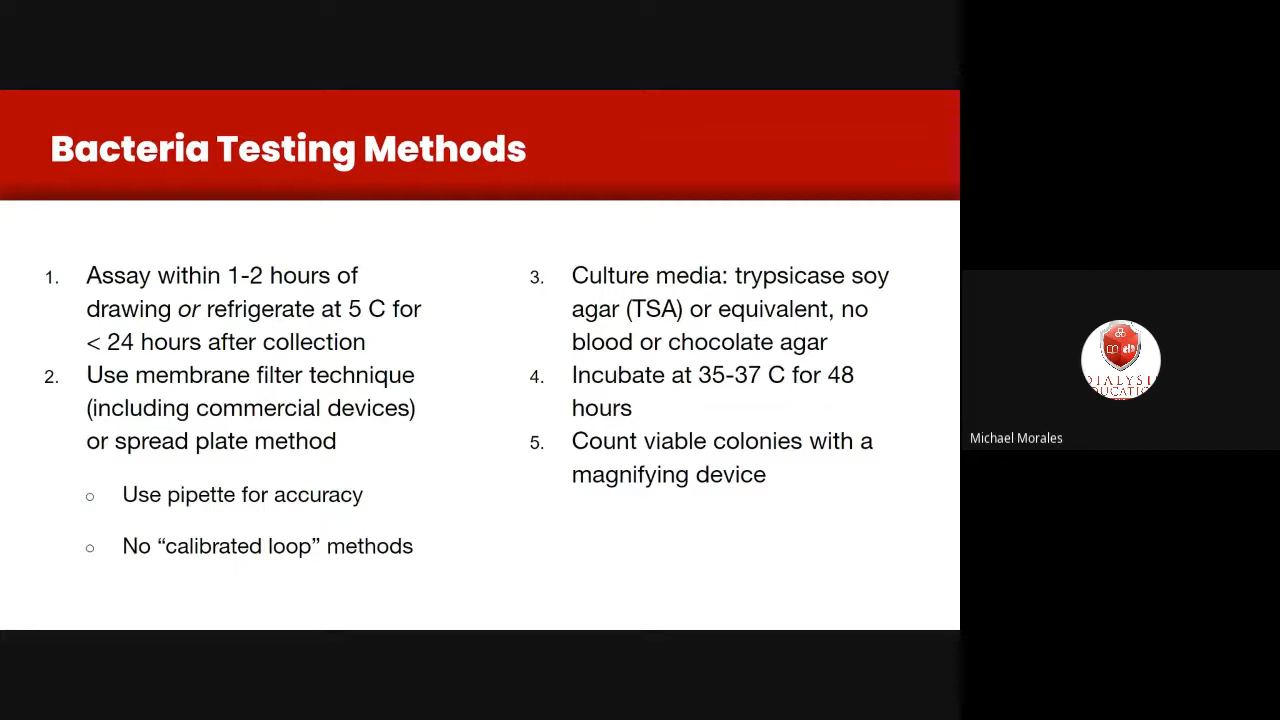 Bacteria Testing Methods
1. Assay within 1-2 hours of
drawing or refrigerate at 5 C for
< 24 hours after collection
2. Use membrane filter technique
(including commercial devices)
or spread plate method
○ Use pipette for accuracy
○ No “calibrated loop” methods
3. Culture media: trypsicase soy
agar (TSA) or equivalent, no
blood or chocolate agar
4. Incubate at 35-37 C for 48
hours
5. Count viable colonies with a
magnifying device
Michael Morales